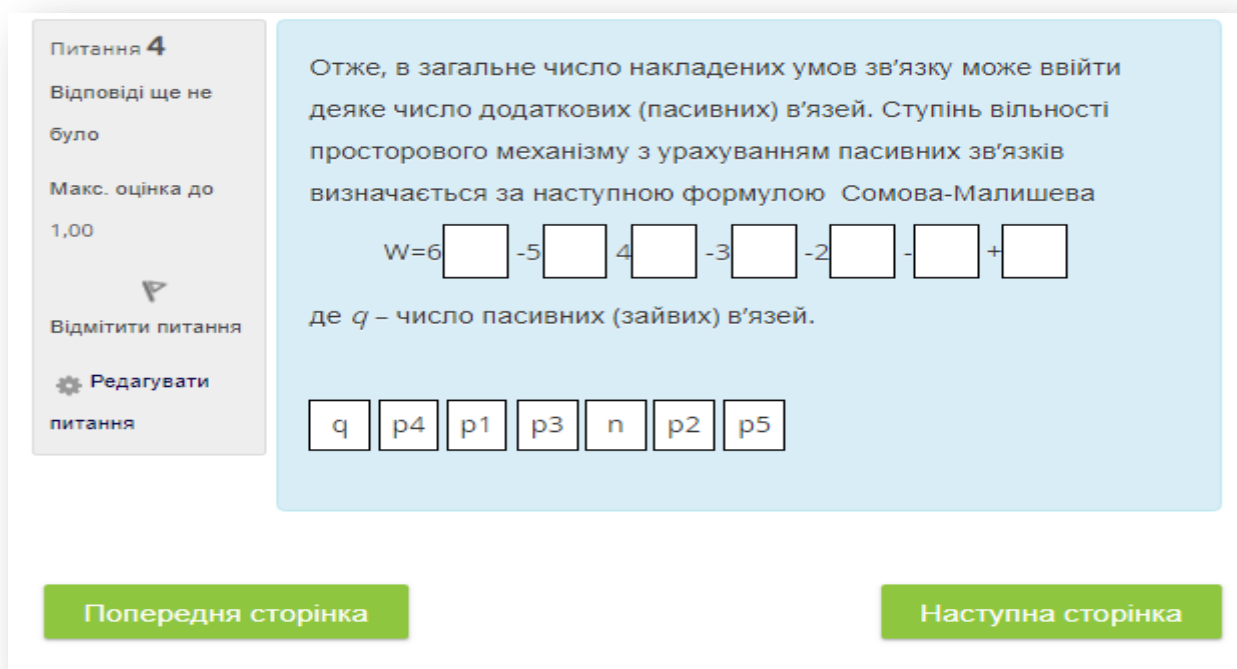 Питання 4
Відповіді ще не
було
Макс. оцінка до
1,00
Відмітити питання
Редагувати
питання
Отже, в загальне число накладених умов зв'язку може ввійти
деяке число додаткових (пасивних) в'язей. Ступінь вільності
просторового механізму з урахуванням пасивних зв'язків
визначається за наступною формулою Сомова-Малишева
W=6 -5 4 -3 -2 - +
де q – число пасивних (зайвих) в'язей.
q p4 p1 p3 n p2 p5
Попередня сторінка
Наступна сторінка